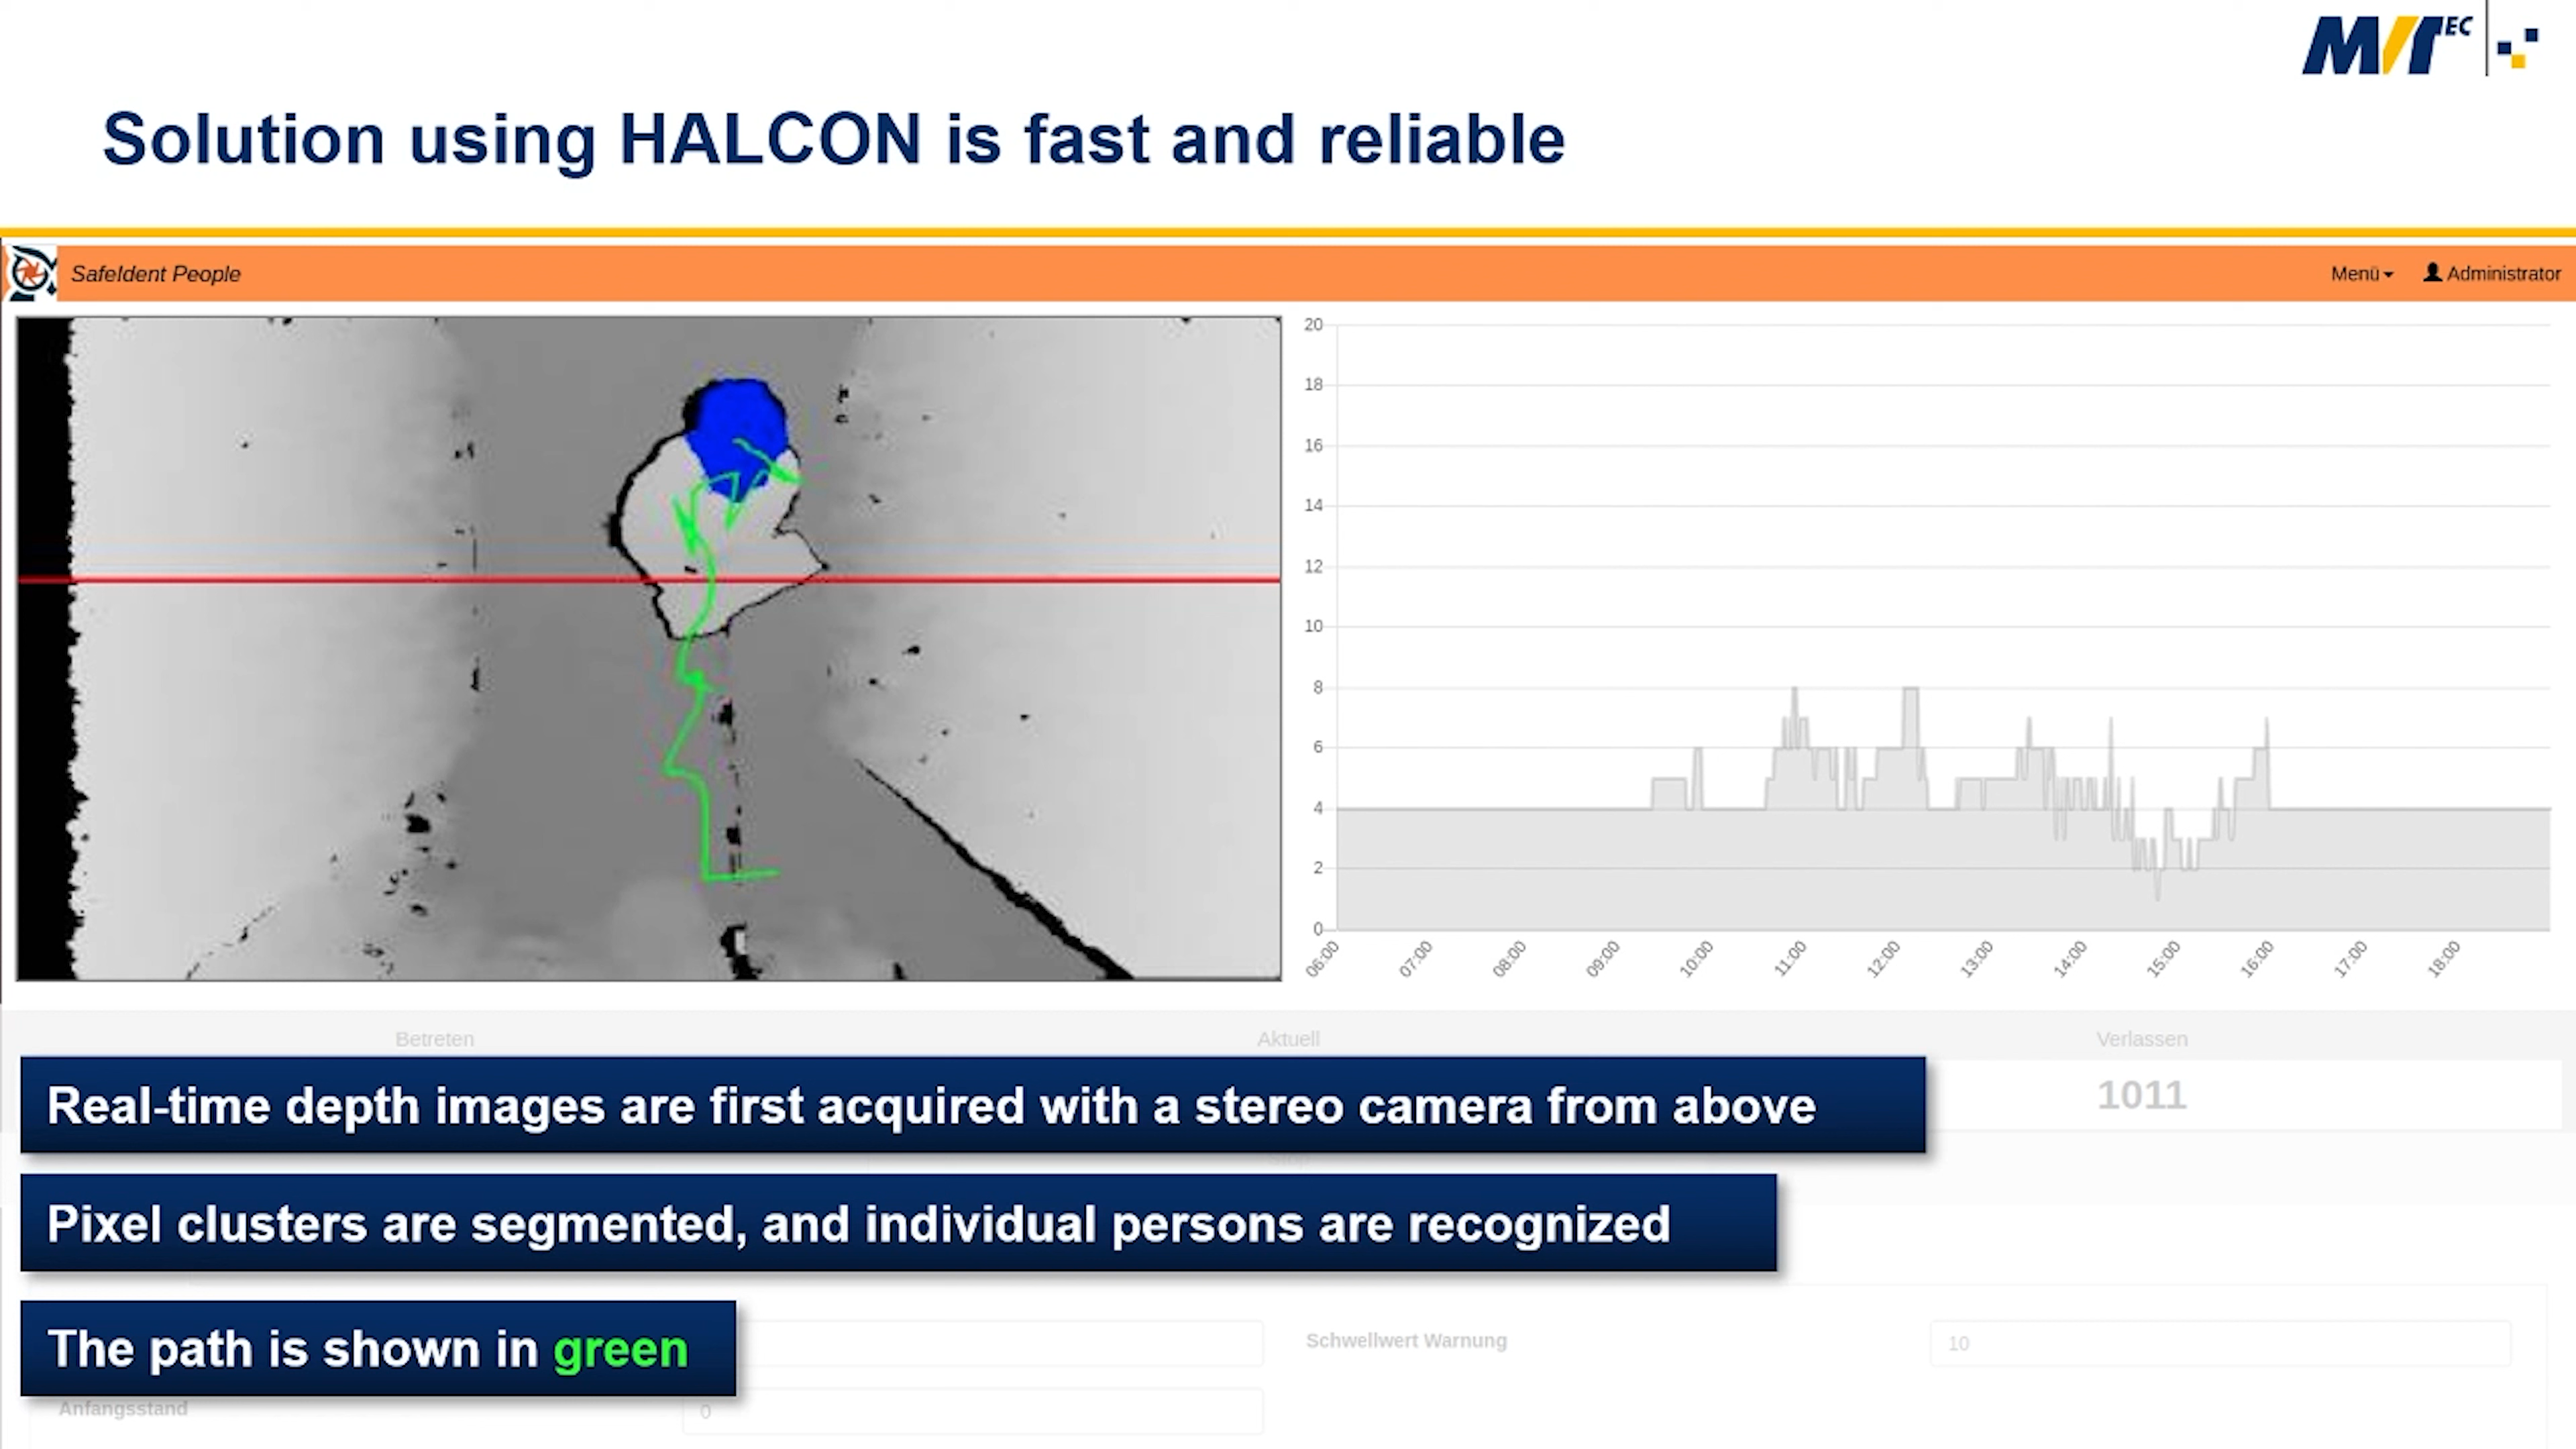 MVTEC
Solution using HALCON is fast and reliable
SafeIdent People
Menü
Administrator
20
18
16
14
12
10
8
6
4
2
0
06:00
07:00
08:00
09:00
10:00
11:00
12:00
13:00
14:00
15:00
16:00
17:00
18:00
Betreten
Aktuell
Verlassen
1011
Real-time depth images are first acquired with a stereo camera from above
Pixel clusters are segmented, and individual persons are recognized
The path is shown in green
Schwellwert Warnung
10
Anfangsstand
0